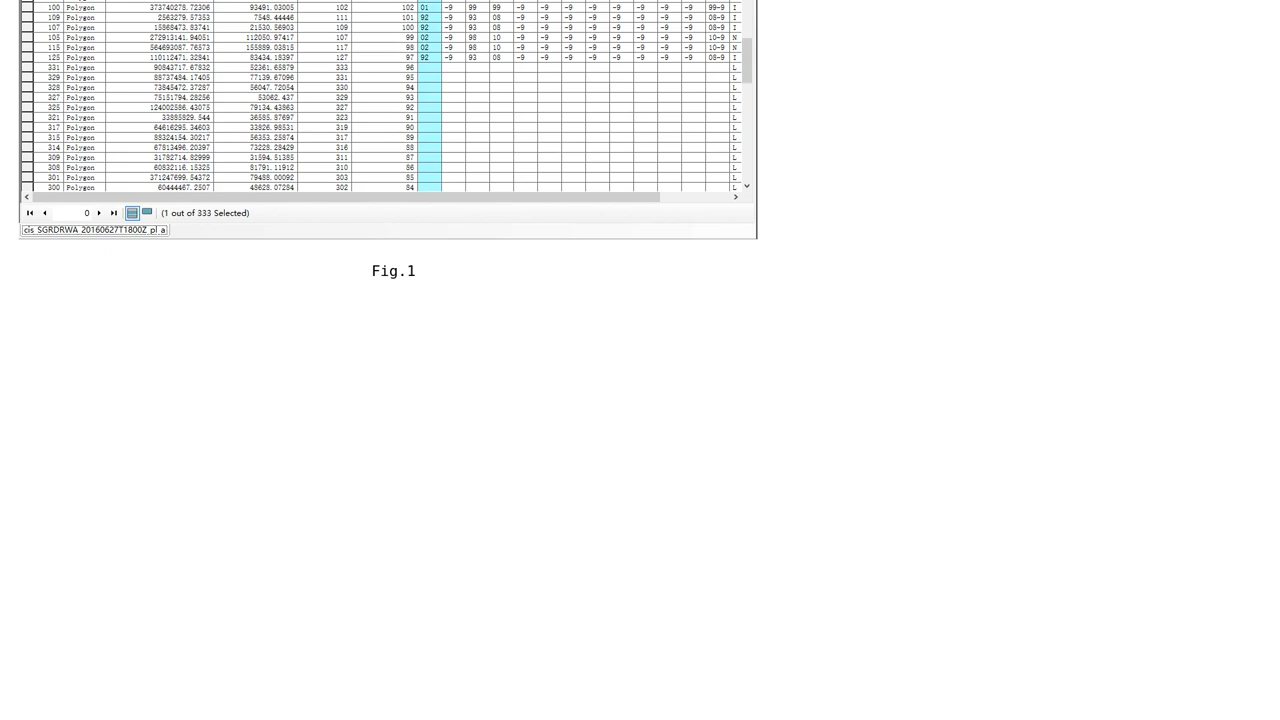 100 Polygon 373740278.72306 93491.03005 102 102 01 -9 99 99 -9 -9 -9 -9 -9 -9 -9 -9 99-9 I
109 Polygon 2563279.57353 7548.44446 111 101 92 -9 93 08 -9 -9 -9 -9 -9 -9 -9 -9 08-9 I
107 Polygon 15868473.83741 21530.56903 109 100 92 -9 93 08 -9 -9 -9 -9 -9 -9 -9 -9 08-9 I
105 Polygon 272913141.94051 112050.97417 107 99 02 -9 98 10 -9 -9 -9 -9 -9 -9 -9 -9 10-9 N
115 Polygon 564693087.76573 155889.03815 117 98 02 -9 98 10 -9 -9 -9 -9 -9 -9 -9 -9 10-9 N
125 Polygon 110112471.32841 83434.18397 127 97 92 -9 93 08 -9 -9 -9 -9 -9 -9 -9 -9 08-9 I
331 Polygon 90843717.67832 52361.65879 333 96 L
329 Polygon 88737484.17405 77139.67096 331 95 L
328 Polygon 73845472.37287 56047.72054 330 94 L
327 Polygon 75151794.28256 53062.437 329 93 L
325 Polygon 124002586.43075 79134.43863 327 92 L
321 Polygon 33885829.544 36585.87697 323 91 L
317 Polygon 64616295.34603 33826.98531 319 90 L
315 Polygon 88324154.30217 56353.25874 317 89 L
314 Polygon 67813496.20397 73228.28429 316 88 L
309 Polygon 31782714.82999 31594.51385 311 87 L
308 Polygon 60832116.15325 81791.11912 310 86 L
301 Polygon 371247699.54372 79488.00092 303 85 L
300 Polygon 60444467.2507 48628.07284 302 84 L
0 (1 out of 333 Selected)
cis_SGRDRWA_20160627T1800Z_pl_a
Fig.1